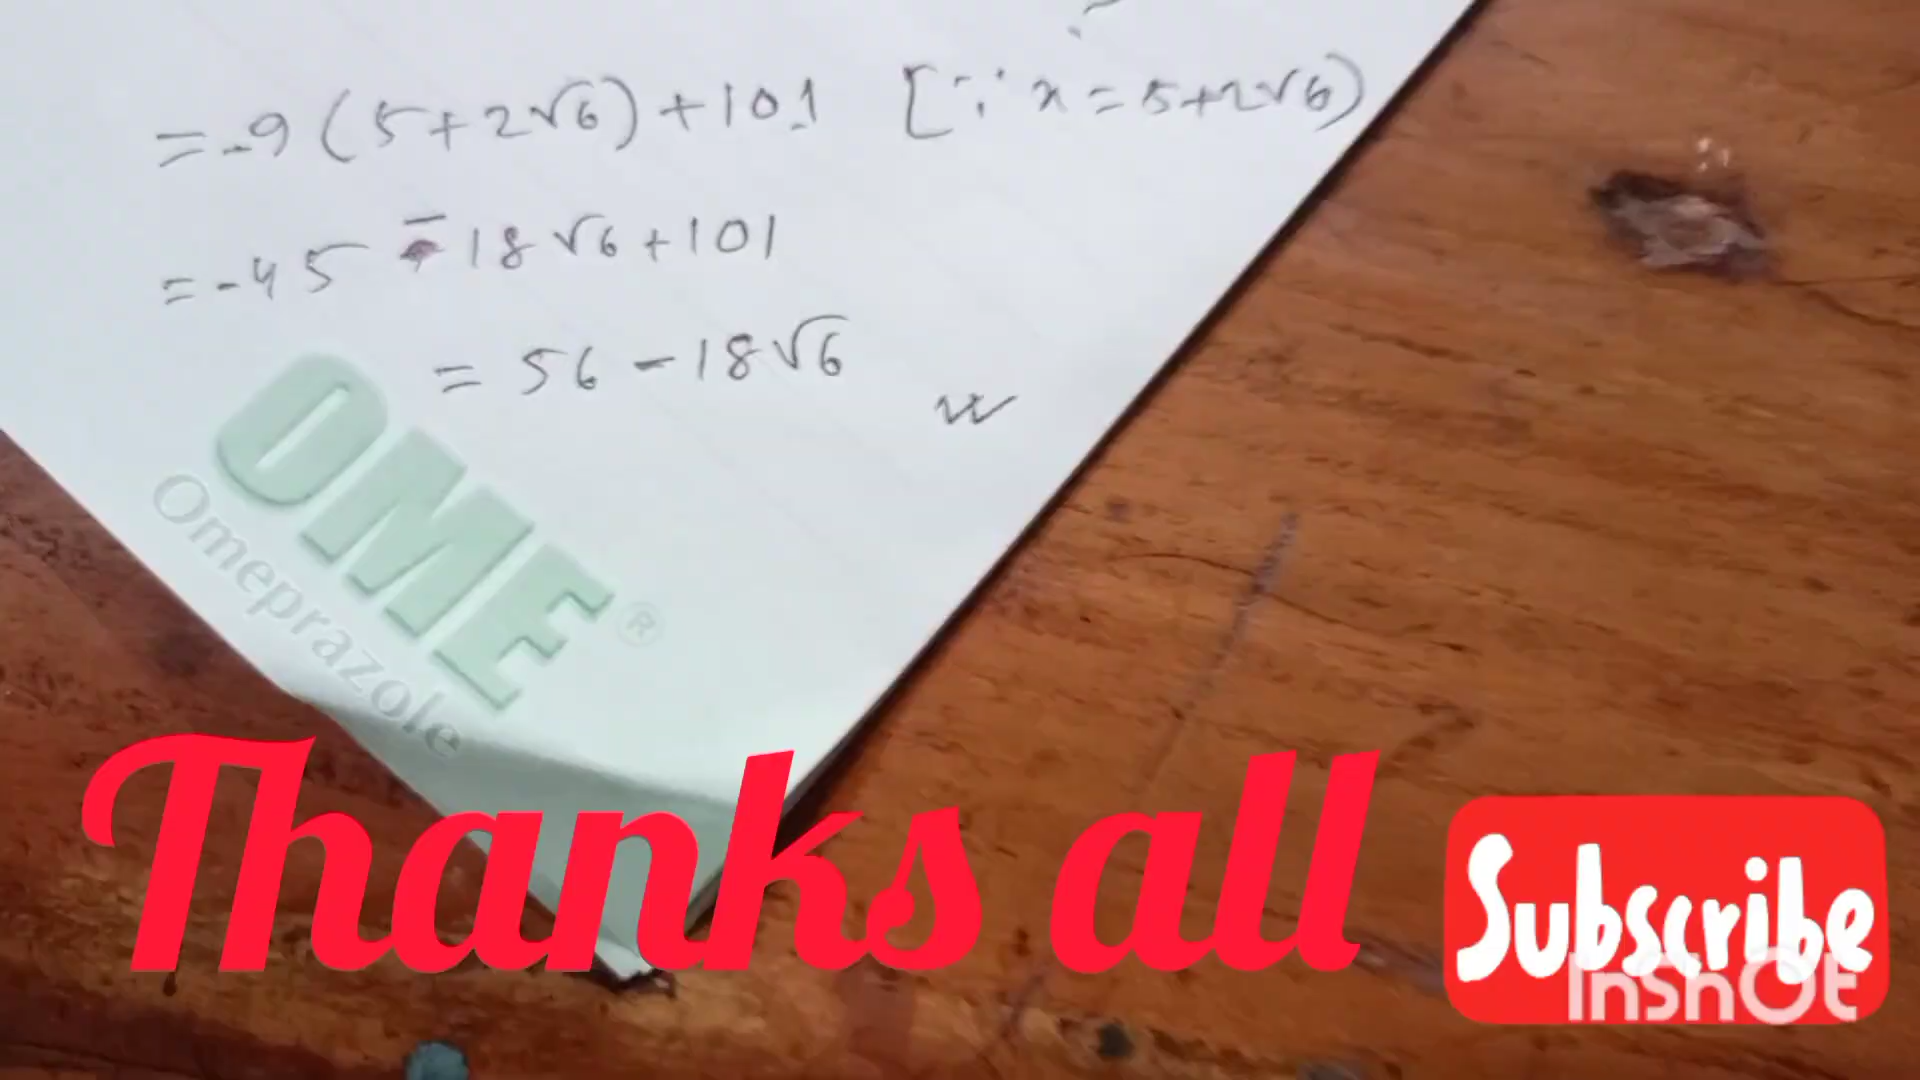 = -9 (5+2√6) + 101 [∵ x = 5+2√6)
= -45 - 18√6 + 101
= 56 - 18√6
OME ®
Omeprazole
Thanks all
Subscribe
InShOt